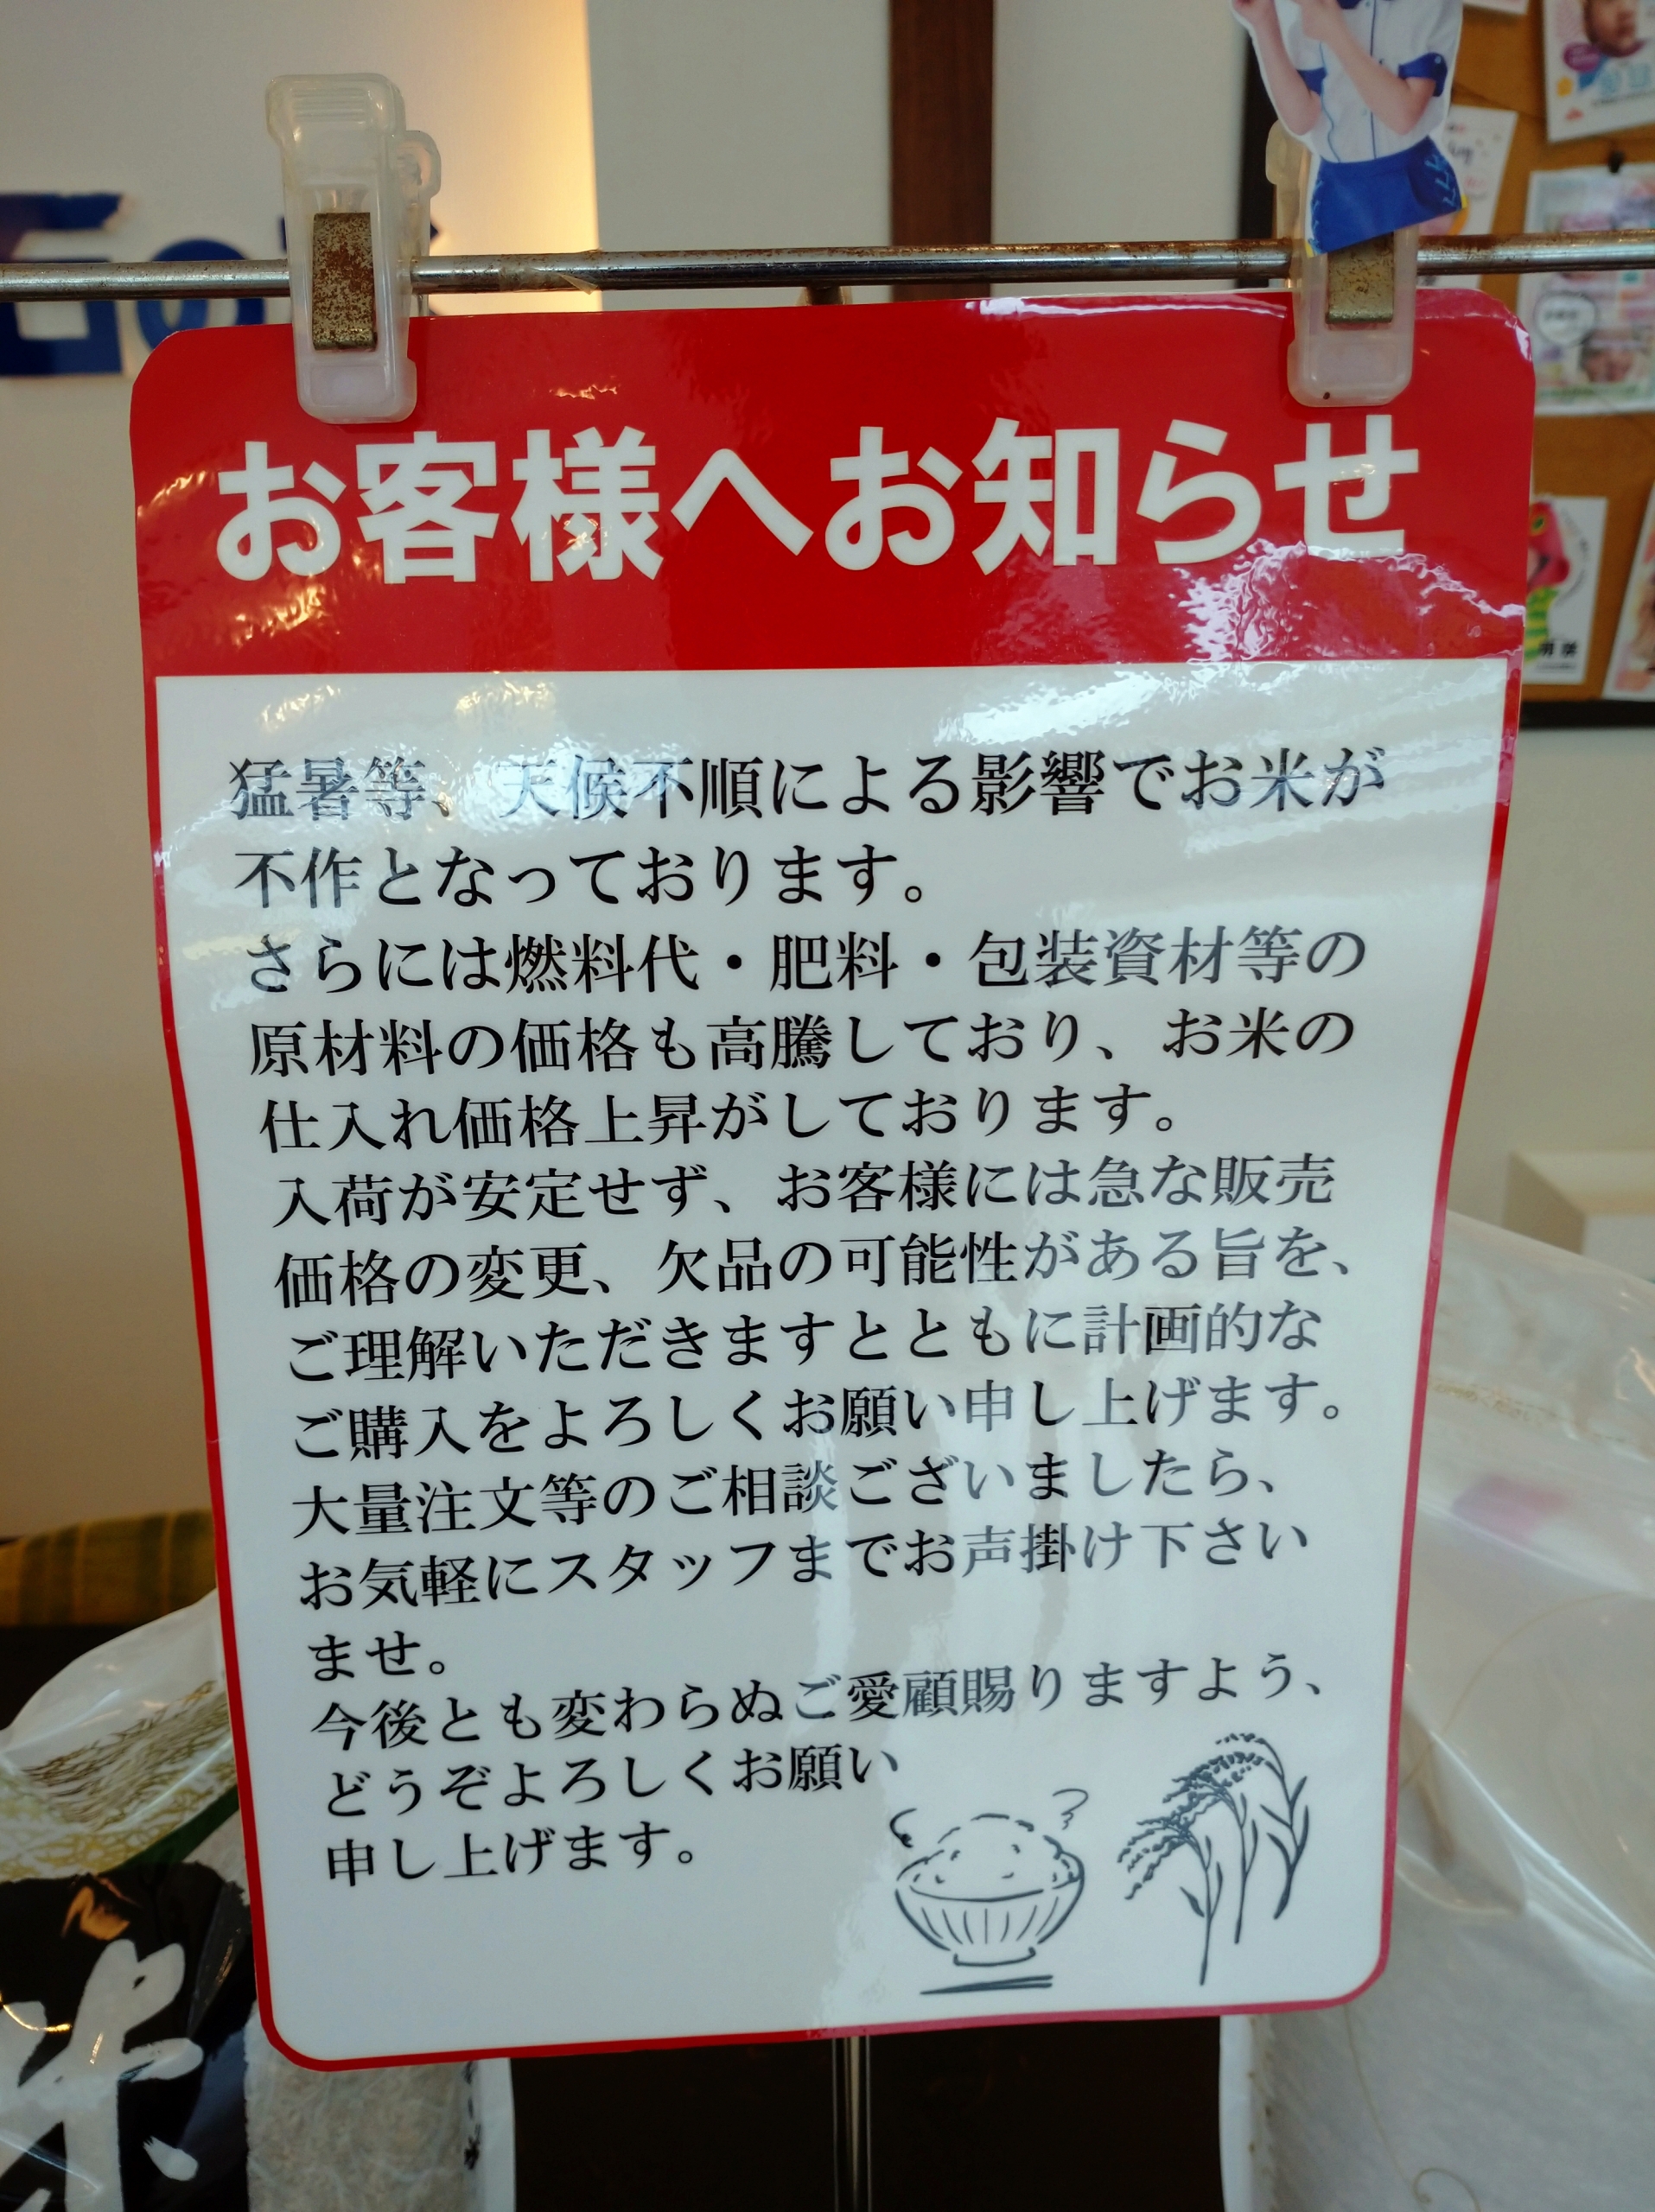 お客様へお知らせ
猛暑等、天候不順による影響でお米が
不作となっております。
さらには燃料代・肥料・包装資材等の
原材料の価格も高騰しており、お米の
仕入れ価格上昇がしております。
入荷が安定せず、お客様には急な販売
価格の変更、欠品の可能性がある旨を、
ご理解いただきますとともに計画的な
ご購入をよろしくお願い申し上げます。
大量注文等のご相談ございましたら、
お気軽にスタッフまでお声掛け下さい
ませ。
今後とも変わらぬご愛顧賜りますよう、
どうぞよろしくお願い
申し上げます。
米